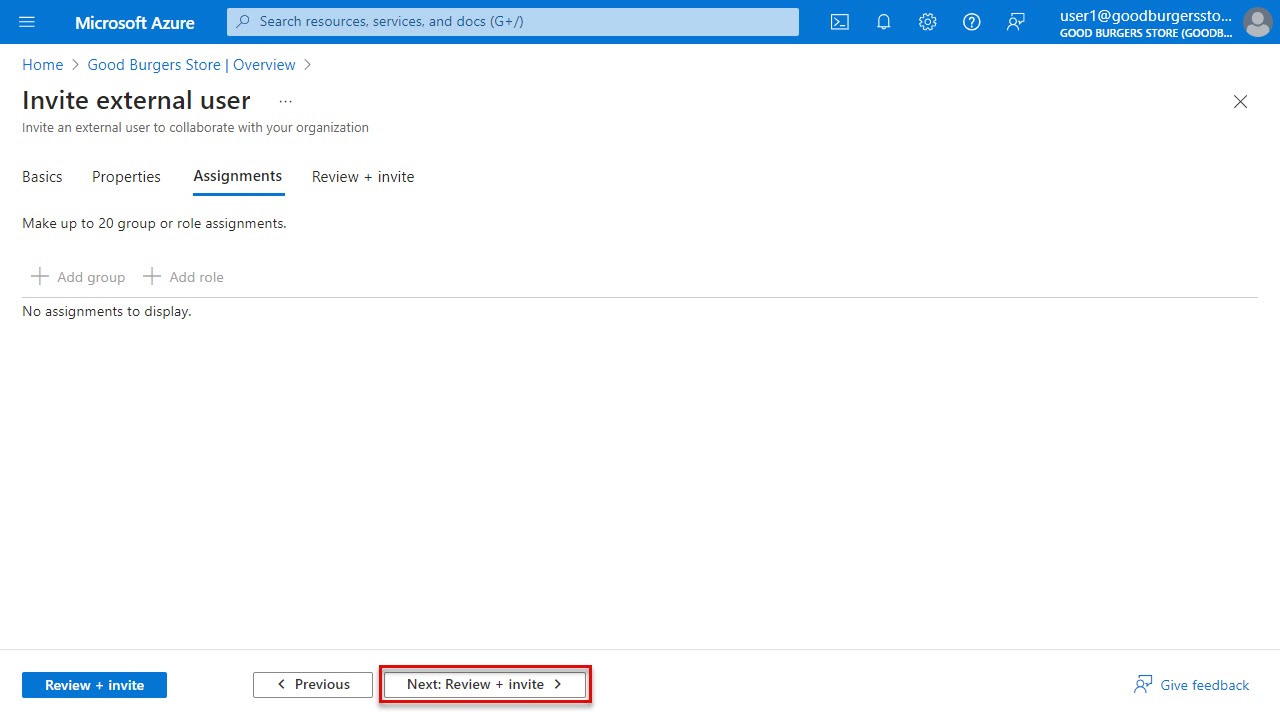 Microsoft Azure
Search resources, services, and docs (G+/)
user1@goodburgerssto...
GOOD BURGERS STORE (GOODB...
Home > Good Burgers Store | Overview >
Invite external user ...
Invite an external user to collaborate with your organization
Basics Properties Assignments Review + invite
Make up to 20 group or role assignments.
+ Add group + Add role
No assignments to display.
Review + invite < Previous Next: Review + invite > Give feedback